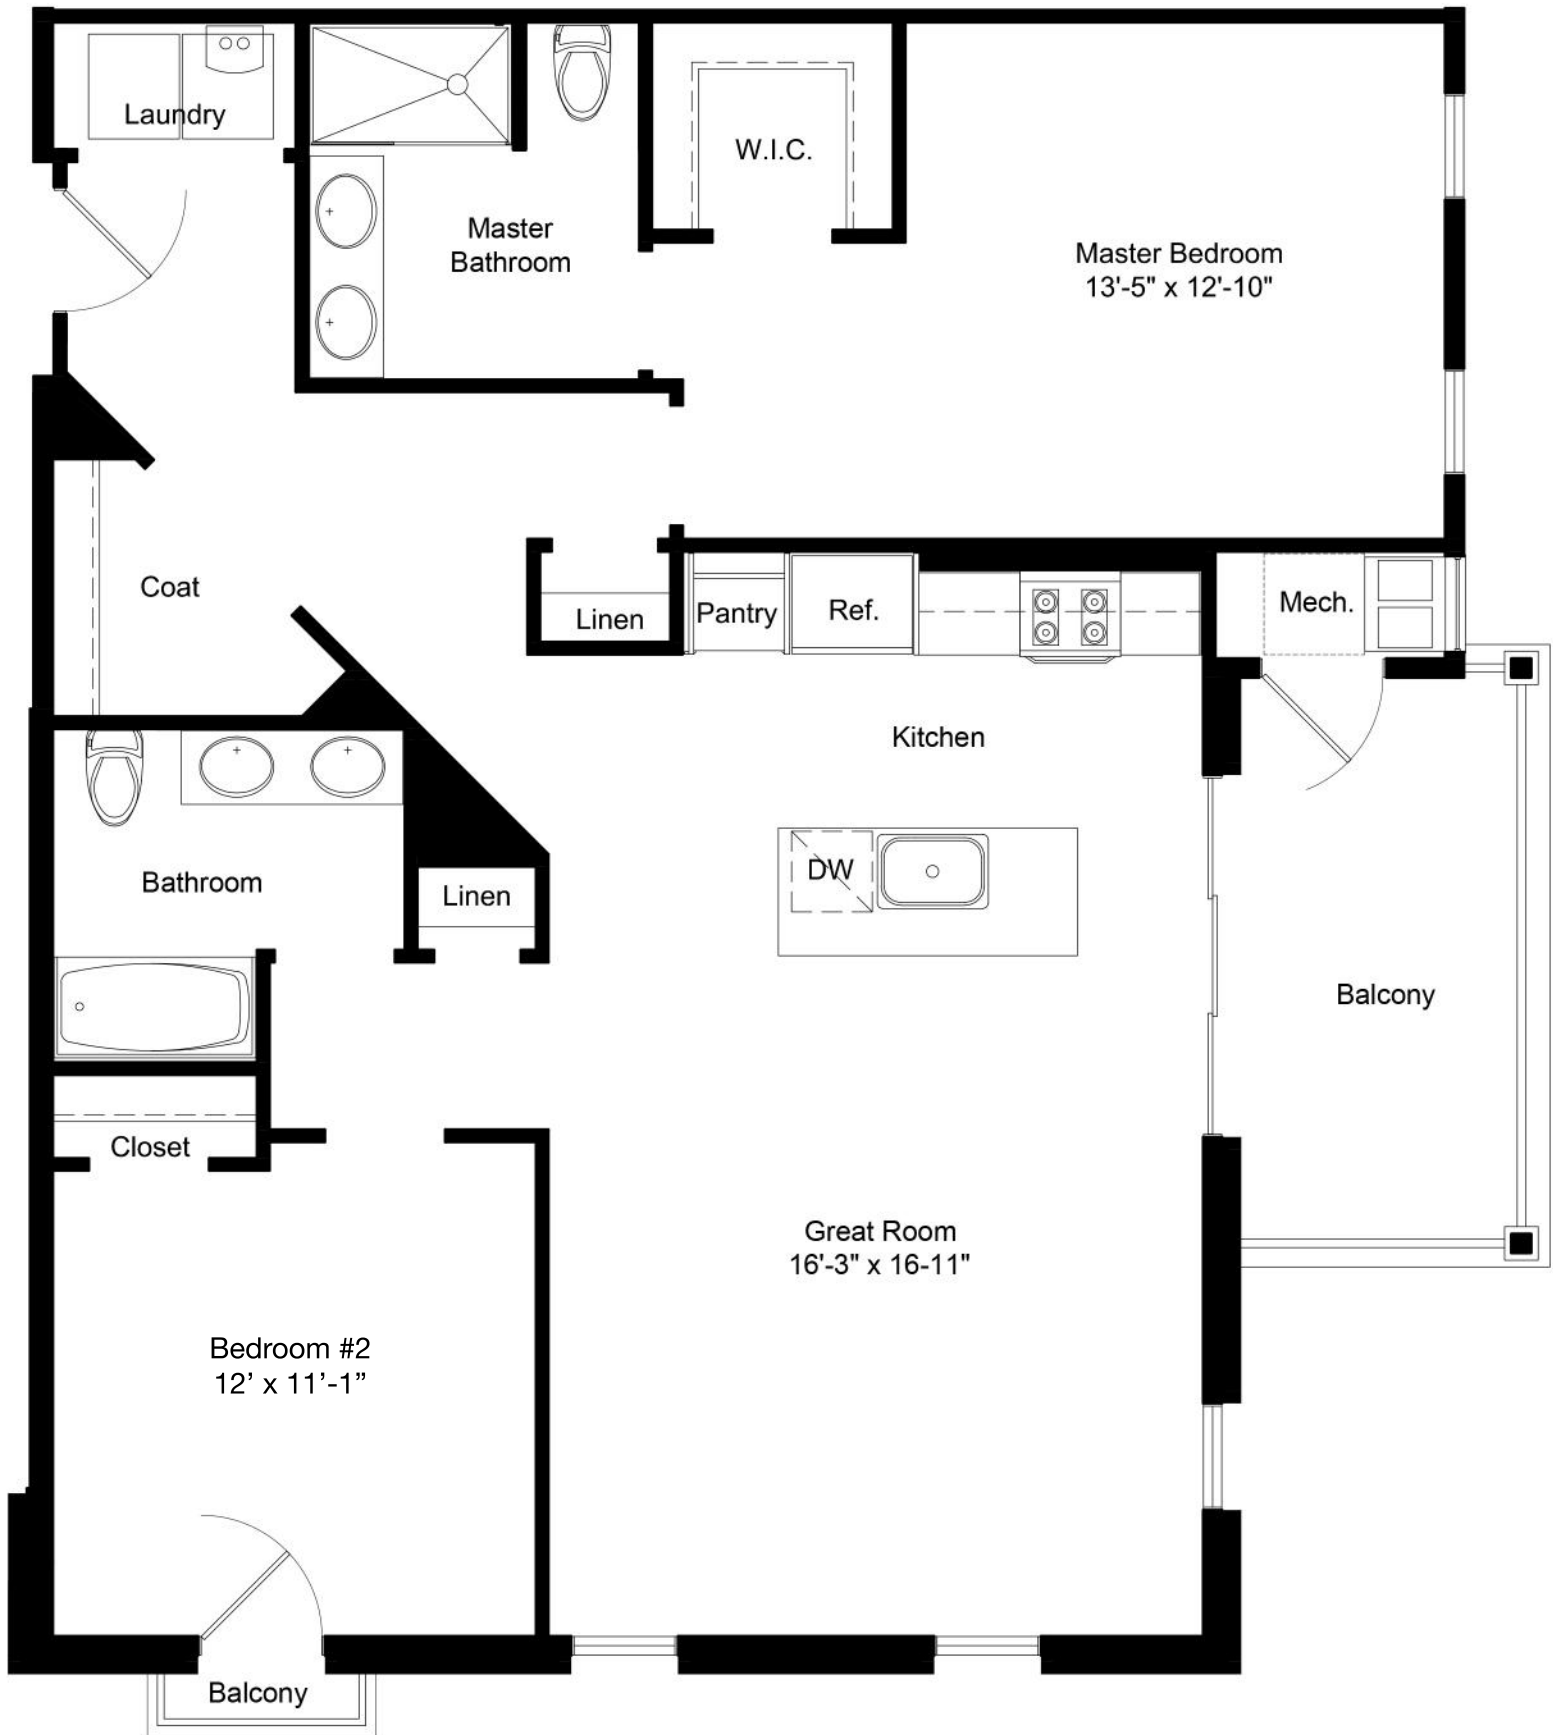 Laundry
W.I.C.
Master
Bathroom
Master Bedroom
13'-5" x 12'-10"
Coat
Linen
Pantry
Ref.
Mech.
Kitchen
DW
Bathroom
Linen
Balcony
Closet
Great Room
16'-3" x 16-11"
Bedroom #2
12’ x 11’-1”
Balcony